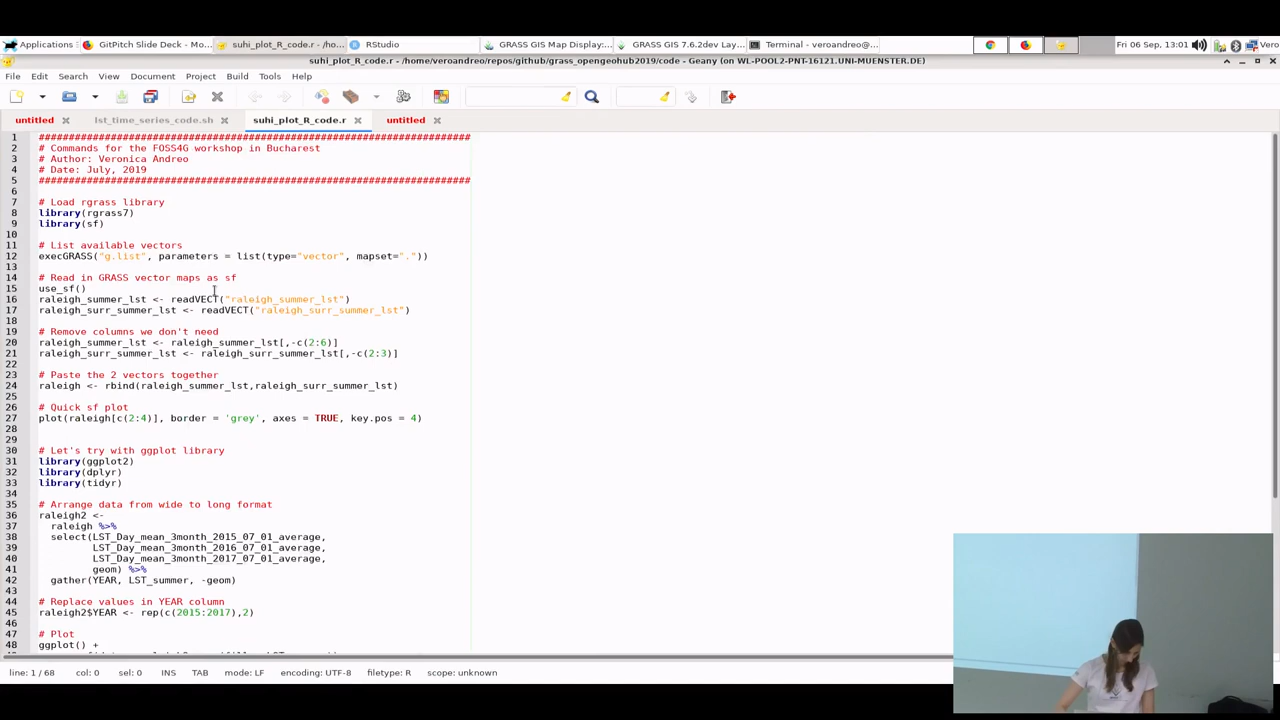 Applications
GitPitch Slide Deck - Mo...
suhi_plot_R_code.r - /ho...
RStudio
GRASS GIS Map Display:...
GRASS GIS 7.6.2dev Lay...
Terminal - veroandreo@...
Fri 06 Sep, 13:01
suhi_plot_R_code.r - /home/veroandreo/repos/github/grass_opengeohub2019/code - Geany (on WL-POOL2-PNT-16121.UNI-MUENSTER.DE)
File Edit Search View Document Project Build Tools Help
untitled
lst_time_series_code.sh
suhi_plot_R_code.r
untitled
1 ########################################################################
2 # Commands for the FOSS4G workshop in Bucharest
3 # Author: Veronica Andreo
4 # Date: July, 2019
5 ########################################################################
6
7 # Load rgrass library
8 library(rgrass7)
9 library(sf)
10
11 # List available vectors
12 execGRASS("g.list", parameters = list(type="vector", mapset="."))
13
14 # Read in GRASS vector maps as sf
15 use_sf()
16 raleigh_summer_lst <- readVECT("raleigh_summer_lst")
17 raleigh_surr_summer_lst <- readVECT("raleigh_surr_summer_lst")
18
19 # Remove columns we don't need
20 raleigh_summer_lst <- raleigh_summer_lst[,-c(2:6)]
21 raleigh_surr_summer_lst <- raleigh_surr_summer_lst[,-c(2:3)]
22
23 # Paste the 2 vectors together
24 raleigh <- rbind(raleigh_summer_lst,raleigh_surr_summer_lst)
25
26 # Quick sf plot
27 plot(raleigh[c(2:4)], border = 'grey', axes = TRUE, key.pos = 4)
28
29
30 # Let's try with ggplot library
31 library(ggplot2)
32 library(dplyr)
33 library(tidyr)
34
35 # Arrange data from wide to long format
36 raleigh2 <-
37 raleigh %>%
38 select(LST_Day_mean_3month_2015_07_01_average,
39 LST_Day_mean_3month_2016_07_01_average,
40 LST_Day_mean_3month_2017_07_01_average,
41 geom) %>%
42 gather(YEAR, LST_summer, -geom)
43
44 # Replace values in YEAR column
45 raleigh2$YEAR <- rep(c(2015:2017),2)
46
47 # Plot
48 ggplot() +
line: 1 / 68 col: 0 sel: 0 INS TAB mode: LF encoding: UTF-8 filetype: R scope: unknown